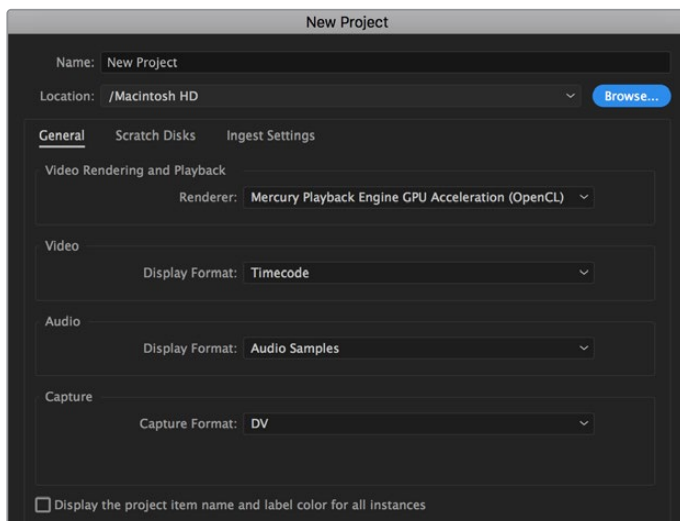 New Project
Name: New Project
Location: /Macintosh HD Browse...
General Scratch Disks Ingest Settings
Video Rendering and Playback
Renderer: Mercury Playback Engine GPU Acceleration (OpenCL)
Video
Display Format: Timecode
Audio
Display Format: Audio Samples
Capture
Capture Format: DV
Display the project item name and label color for all instances